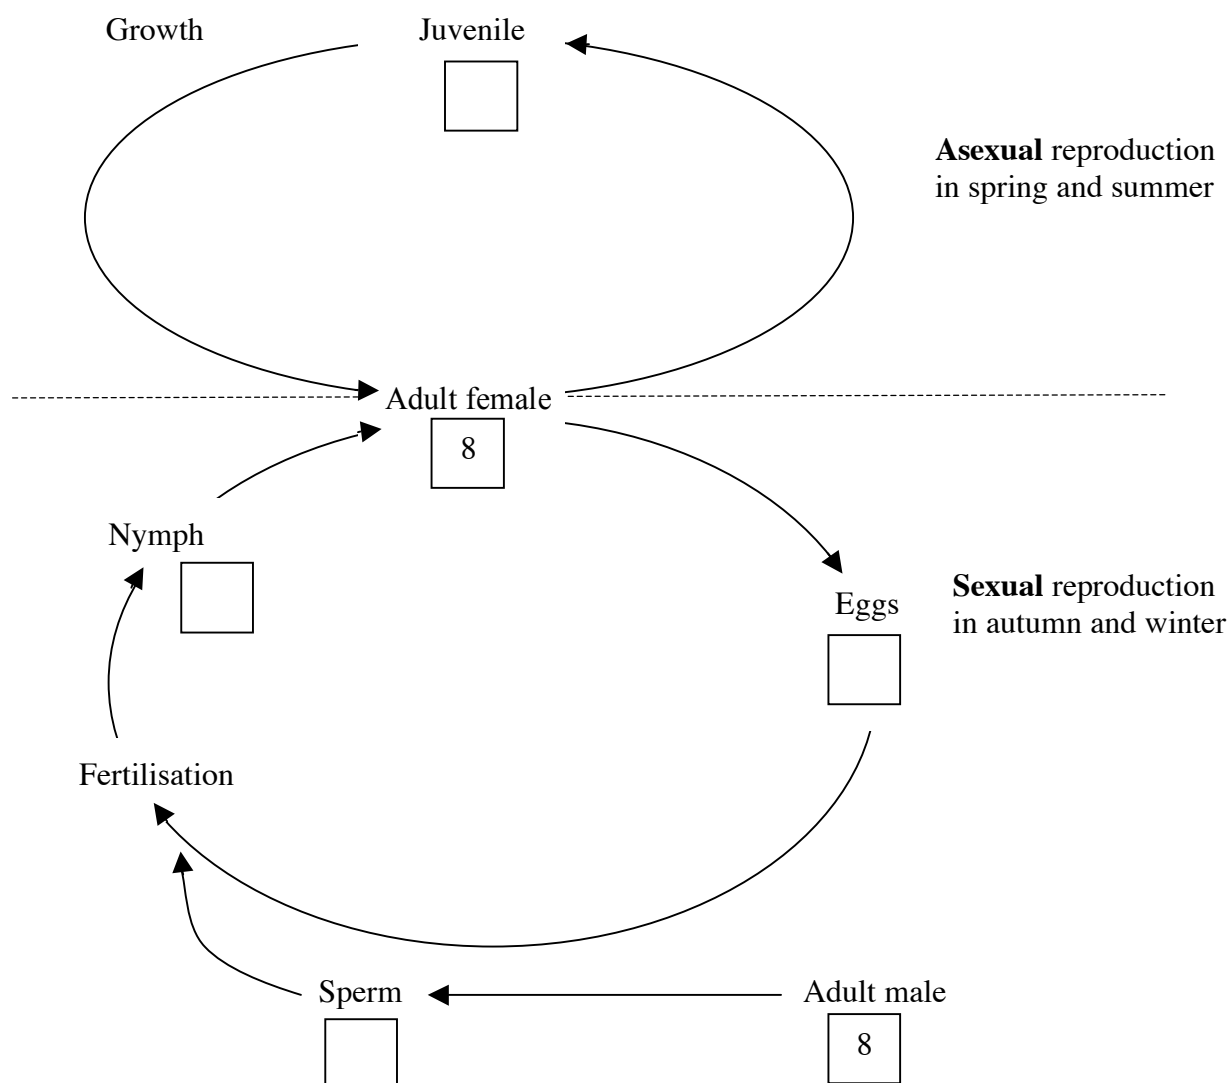 Growth
Juvenile
Asexual reproduction
in spring and summer
Adult female
8
Nymph
Eggs
Sexual reproduction
in autumn and winter
Fertilisation
Sperm
Adult male
8